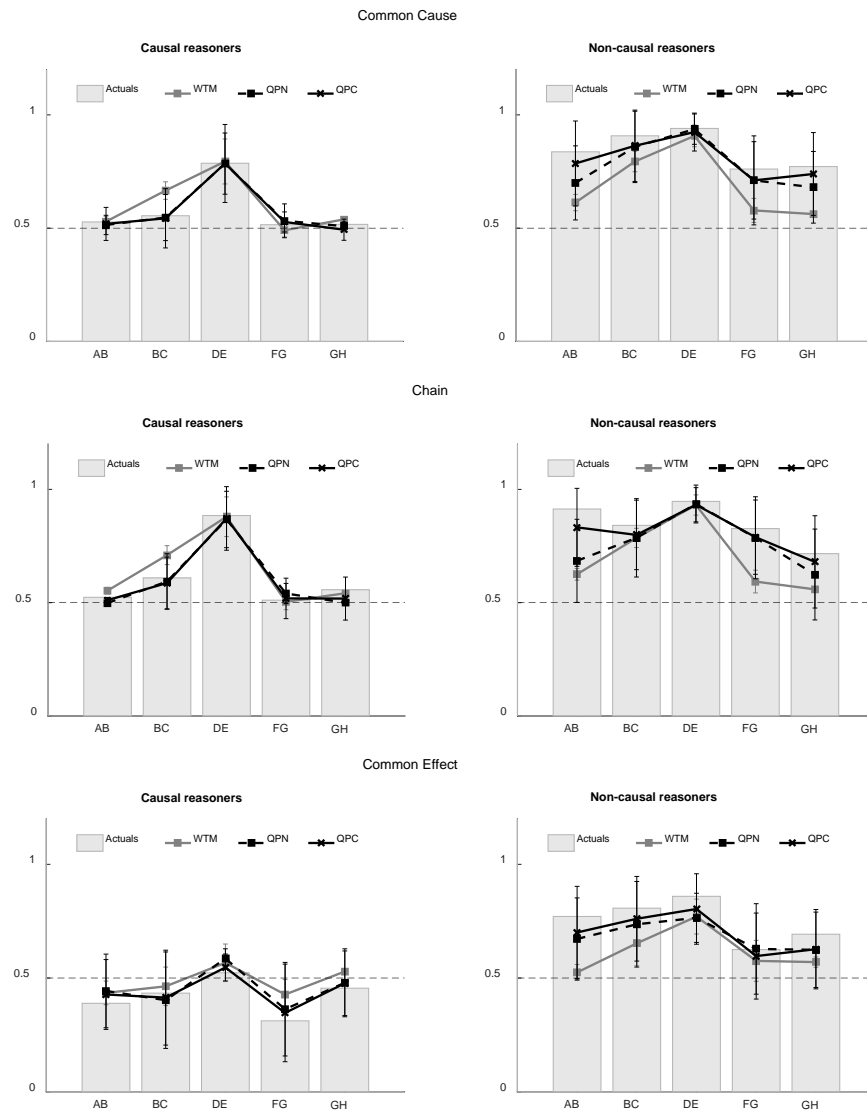 Common Cause
Causal reasoners
Non-causal reasoners
Actuals WTM QPN QPC
Actuals WTM QPN QPC
1
0.5
0
AB BC DE FG GH
1
0.5
0
AB BC DE FG GH
Chain
Causal reasoners
Non-causal reasoners
Actuals WTM QPN QPC
Actuals WTM QPN QPC
1
0.5
0
AB BC DE FG GH
1
0.5
0
AB BC DE FG GH
Common Effect
Causal reasoners
Non-causal reasoners
Actuals WTM QPN QPC
Actuals WTM QPN QPC
1
0.5
0
AB BC DE FG GH
1
0.5
0
AB BC DE FG GH